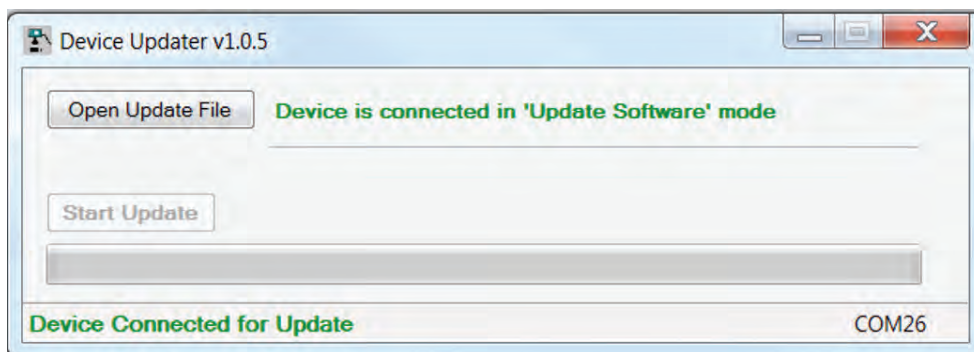 Device Updater v1.0.5
Open Update File
Device is connected in 'Update Software' mode
Start Update
Device Connected for Update
COM26